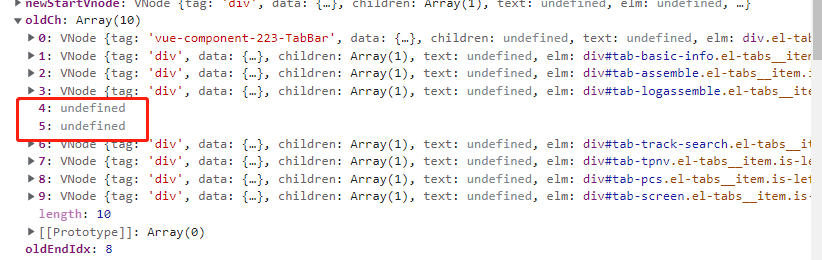 newStartVnode: VNode {tag: 'div', data: {…}, children: Array(1), text: undefined, elm: undefined, …}
oldCh: Array(10)
0: VNode {tag: 'vue-component-223-TabBar', data: {…}, children: undefined, text: undefined, elm: div.el-tabs
1: VNode {tag: 'div', data: {…}, children: Array(1), text: undefined, elm: div#tab-basic-info.el-tabs__item
2: VNode {tag: 'div', data: {…}, children: Array(1), text: undefined, elm: div#tab-assemble.el-tabs__item.i
3: VNode {tag: 'div', data: {…}, children: Array(1), text: undefined, elm: div#tab-logassemble.el-tabs__ite
4: undefined
5: undefined
6: VNode {tag: 'div', data: {…}, children: Array(1), text: undefined, elm: div#tab-track-search.el-tabs__it
7: VNode {tag: 'div', data: {…}, children: Array(1), text: undefined, elm: div#tab-tpnv.el-tabs__item.is-le
8: VNode {tag: 'div', data: {…}, children: Array(1), text: undefined, elm: div#tab-pcs.el-tabs__item.is-lef
9: VNode {tag: 'div', data: {…}, children: Array(1), text: undefined, elm: div#tab-screen.el-tabs__item.is-
length: 10
[[Prototype]]: Array(0)
oldEndIdx: 8